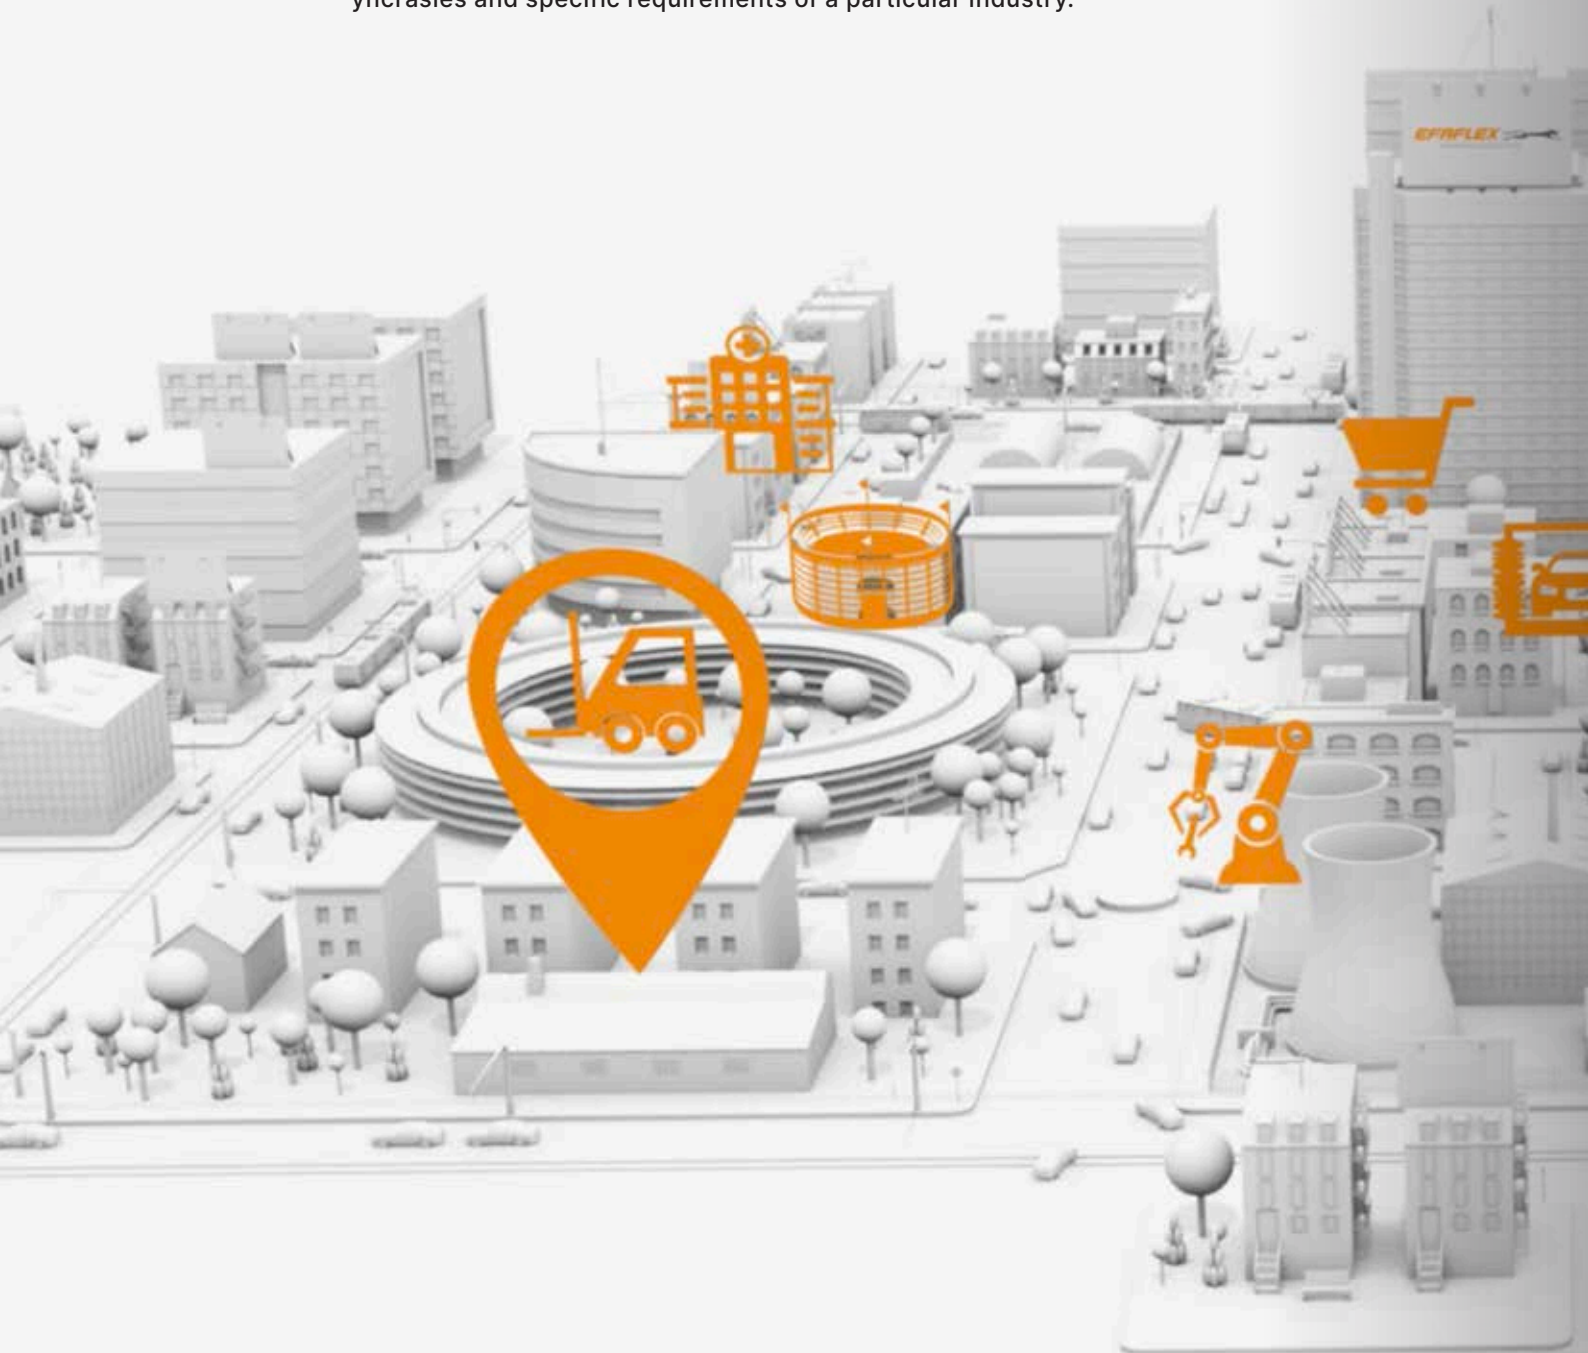 yncrasies and specific requirements of a particular industry.
EFAFLEX